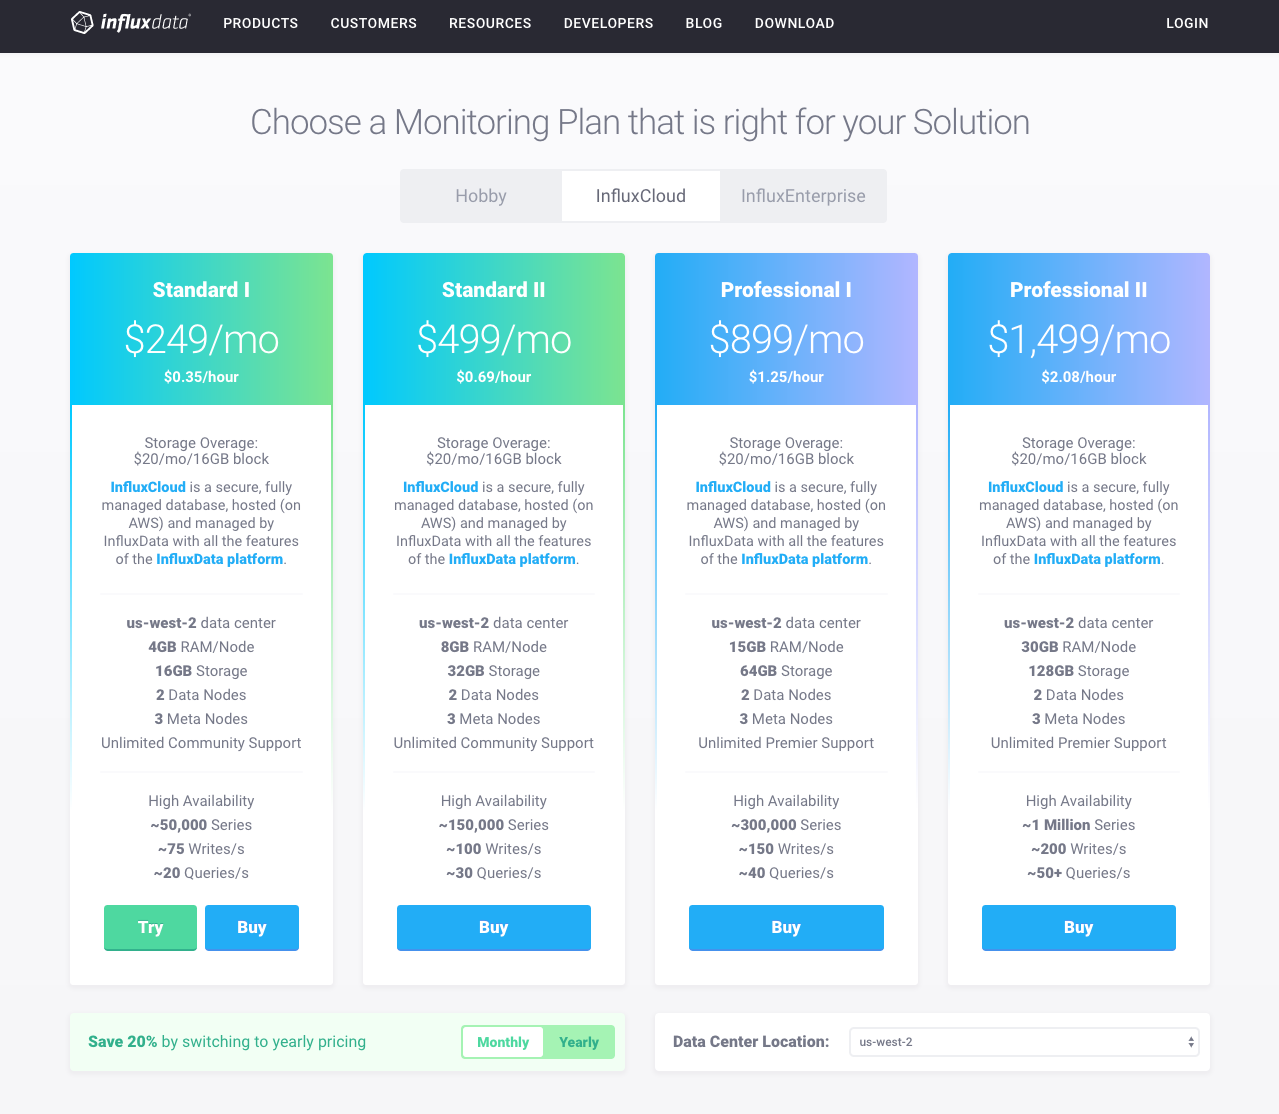 influxdata
PRODUCTS CUSTOMERS RESOURCES DEVELOPERS BLOG DOWNLOAD LOGIN
Choose a Monitoring Plan that is right for your Solution
Hobby InfluxCloud InfluxEnterprise
Standard I
$249/mo
$0.35/hour
Storage Overage:
$20/mo/16GB block
InfluxCloud is a secure, fully
managed database, hosted (on
AWS) and managed by
InfluxData with all the features
of the InfluxData platform.
us-west-2 data center
4GB RAM/Node
16GB Storage
2 Data Nodes
3 Meta Nodes
Unlimited Community Support
High Availability
~50,000 Series
~75 Writes/s
~20 Queries/s
Try Buy
Standard II
$499/mo
$0.69/hour
Storage Overage:
$20/mo/16GB block
InfluxCloud is a secure, fully
managed database, hosted (on
AWS) and managed by
InfluxData with all the features
of the InfluxData platform.
us-west-2 data center
8GB RAM/Node
32GB Storage
2 Data Nodes
3 Meta Nodes
Unlimited Community Support
High Availability
~150,000 Series
~100 Writes/s
~30 Queries/s
Buy
Professional I
$899/mo
$1.25/hour
Storage Overage:
$20/mo/16GB block
InfluxCloud is a secure, fully
managed database, hosted (on
AWS) and managed by
InfluxData with all the features
of the InfluxData platform.
us-west-2 data center
15GB RAM/Node
64GB Storage
2 Data Nodes
3 Meta Nodes
Unlimited Premier Support
High Availability
~300,000 Series
~150 Writes/s
~40 Queries/s
Buy
Professional II
$1,499/mo
$2.08/hour
Storage Overage:
$20/mo/16GB block
InfluxCloud is a secure, fully
managed database, hosted (on
AWS) and managed by
InfluxData with all the features
of the InfluxData platform.
us-west-2 data center
30GB RAM/Node
128GB Storage
2 Data Nodes
3 Meta Nodes
Unlimited Premier Support
High Availability
~1 Million Series
~200 Writes/s
~50+ Queries/s
Buy
Save 20% by switching to yearly pricing Monthly Yearly
Data Center Location: us-west-2